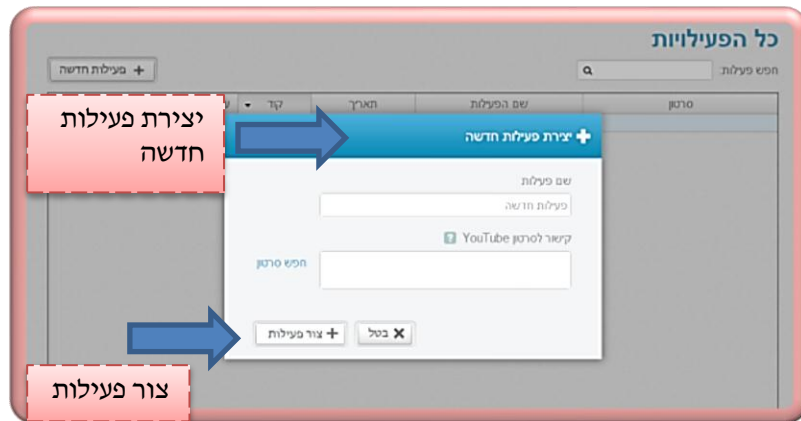 כל הפעילויות
חפש פעילות:
+ פעילות חדשה
סרטון שם הפעילות תאריך קוד
יצירת פעילות
חדשה
יצירת פעילות חדשה
שם פעילות
פעילות חדשה
קישור לסרטון YouTube ?
חפש סרטון
בטל
+ צור פעילות
צור פעילות